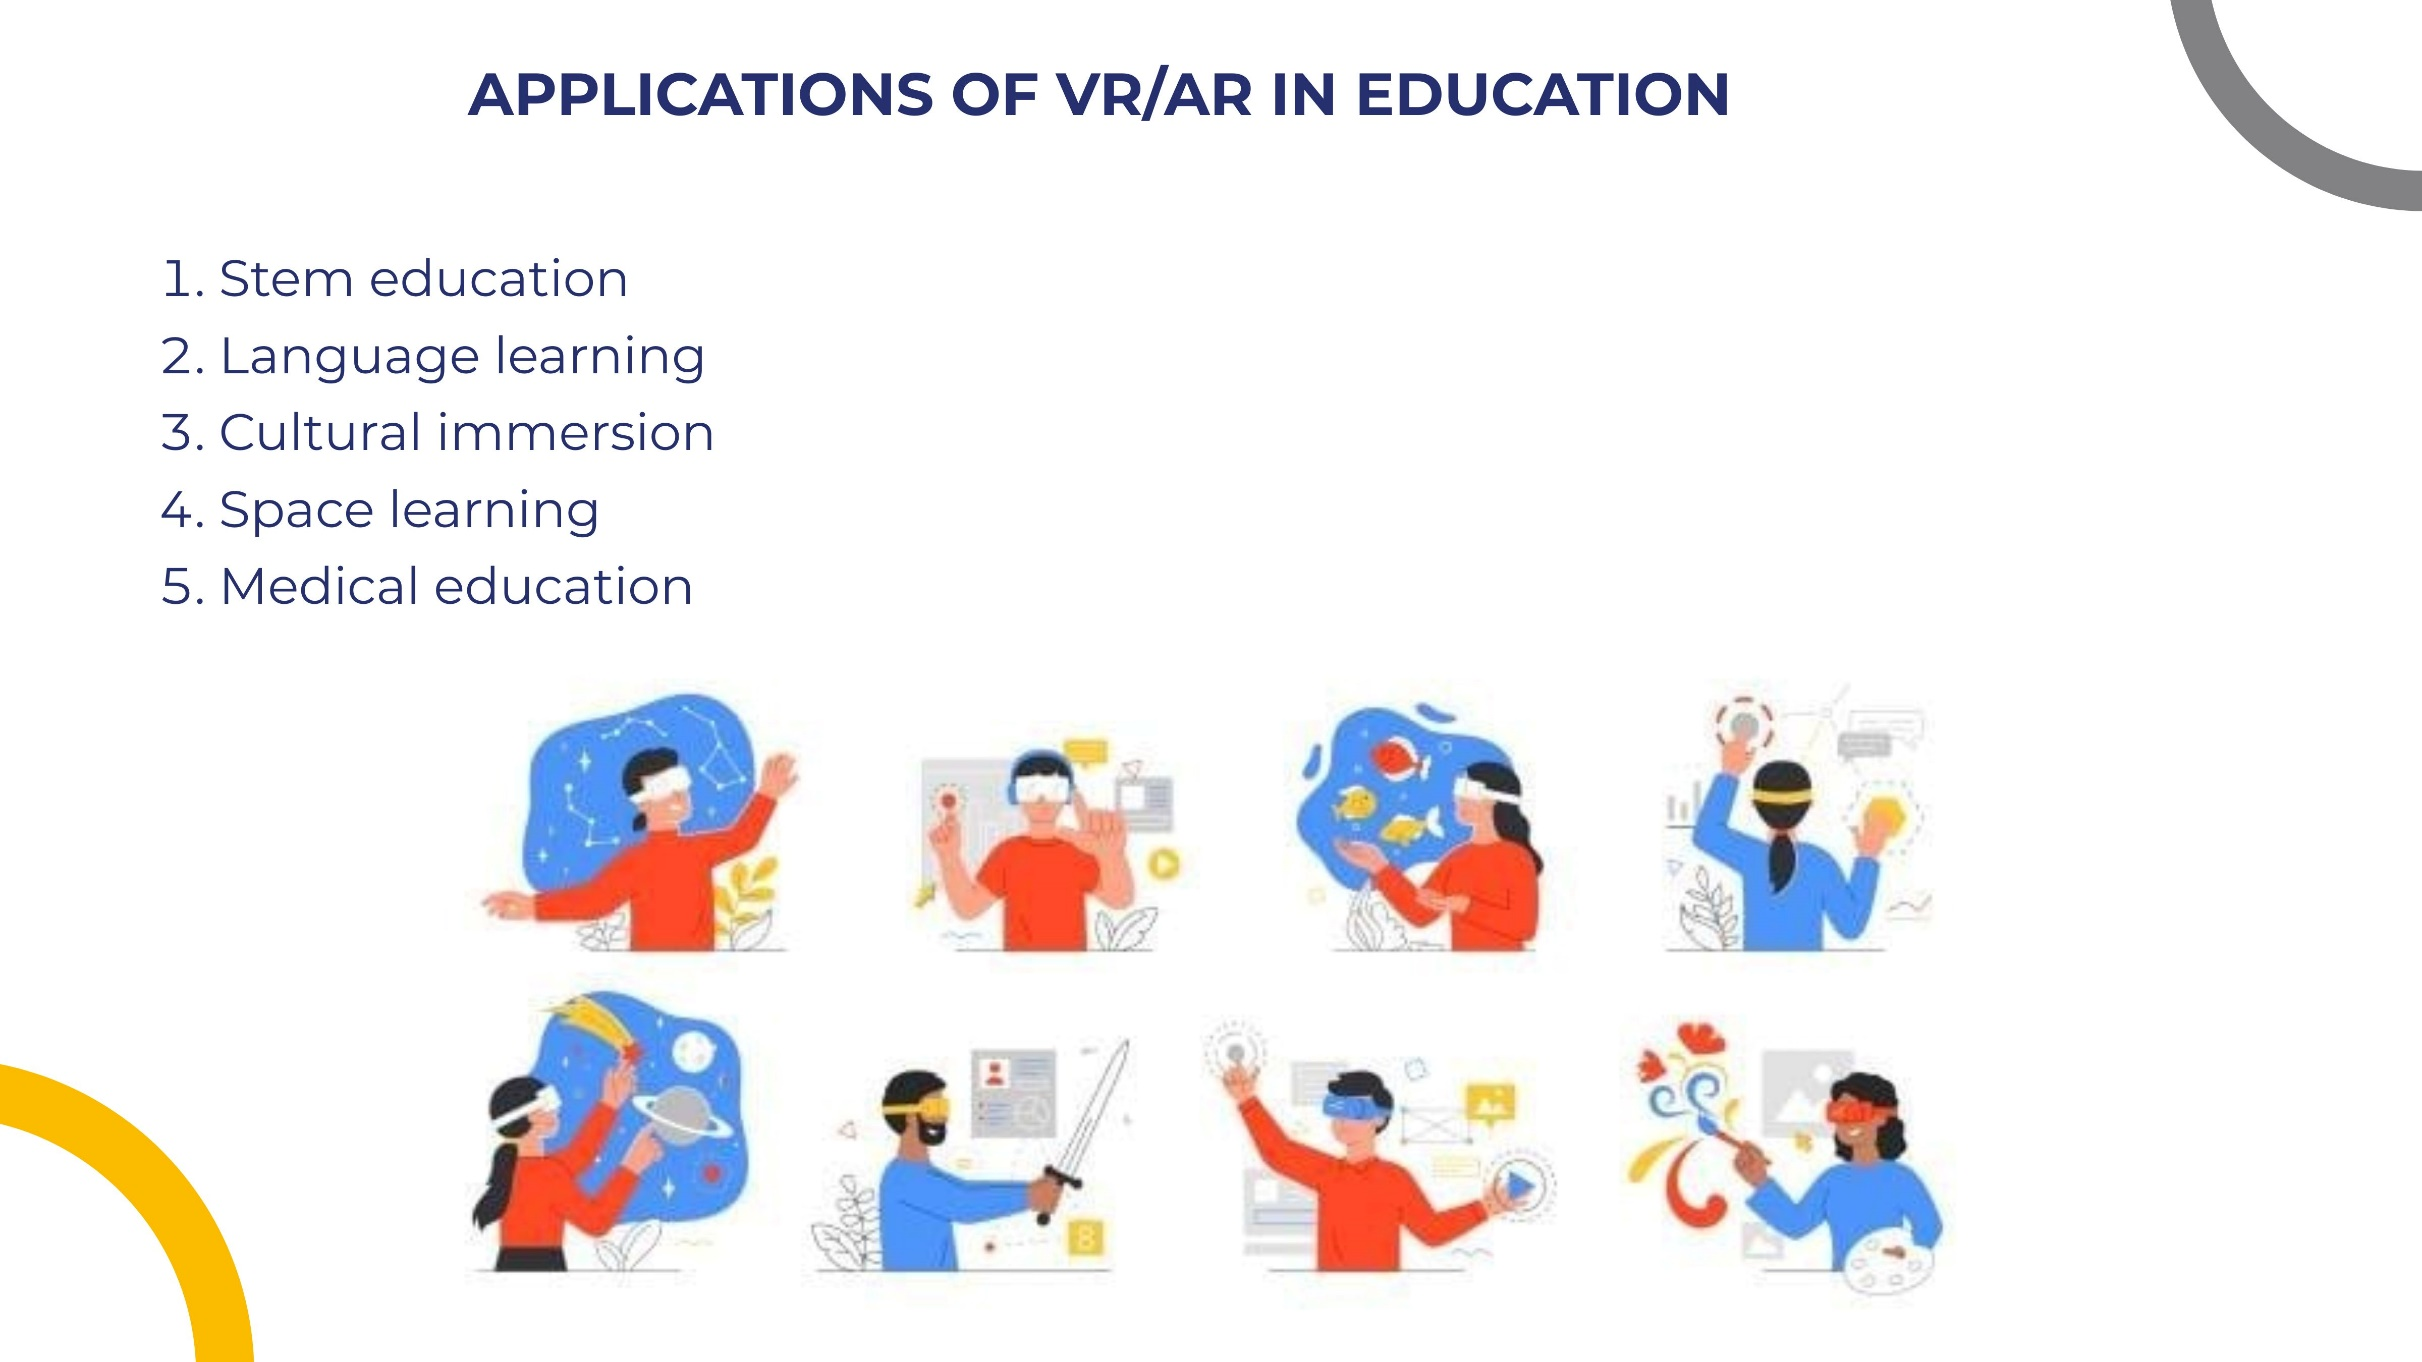 APPLICATIONS OF VR/AR IN EDUCATION
1. Stem education
2. Language learning
3. Cultural immersion
4. Space learning
5. Medical education
8